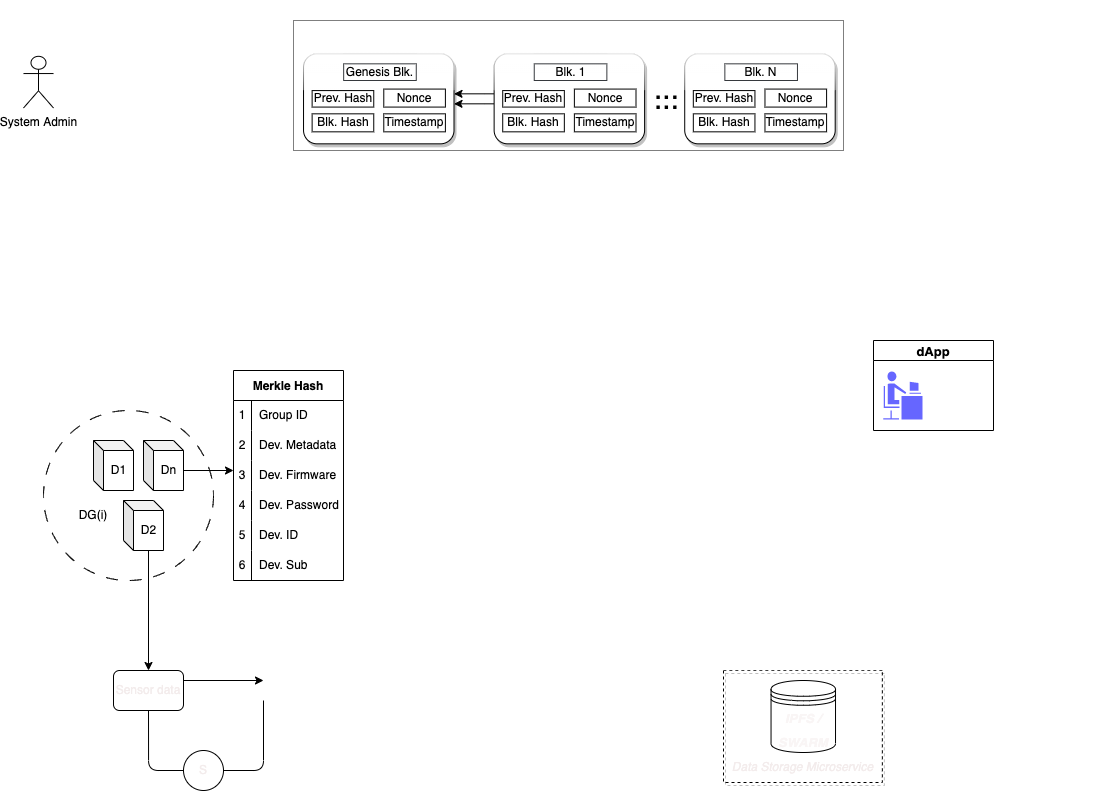 System Admin
Genesis Blk.
Prev. Hash
Nonce
Blk. Hash
Timestamp
Blk. 1
Prev. Hash
Nonce
Blk. Hash
Timestamp
:::
Blk. N
Prev. Hash
Nonce
Blk. Hash
Timestamp
dApp
Merkle Hash
1 Group ID
2 Dev. Metadata
3 Dev. Firmware
4 Dev. Password
5 Dev. ID
6 Dev. Sub
D1
Dn
DG(i)
D2
Sensor data
S
IPFS /
SWARM
Data Storage Microservice